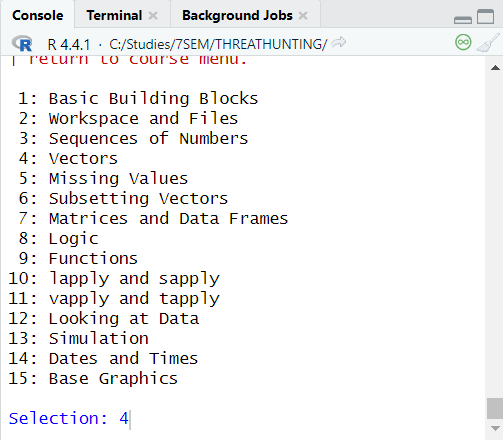 Console Terminal Background Jobs
R R 4.4.1 · C:/Studies/7SEM/THREATHUNTING/
| return to course menu.
1: Basic Building Blocks
2: Workspace and Files
3: Sequences of Numbers
4: Vectors
5: Missing Values
6: Subsetting Vectors
7: Matrices and Data Frames
8: Logic
9: Functions
10: lapply and sapply
11: vapply and tapply
12: Looking at Data
13: Simulation
14: Dates and Times
15: Base Graphics
Selection: 4